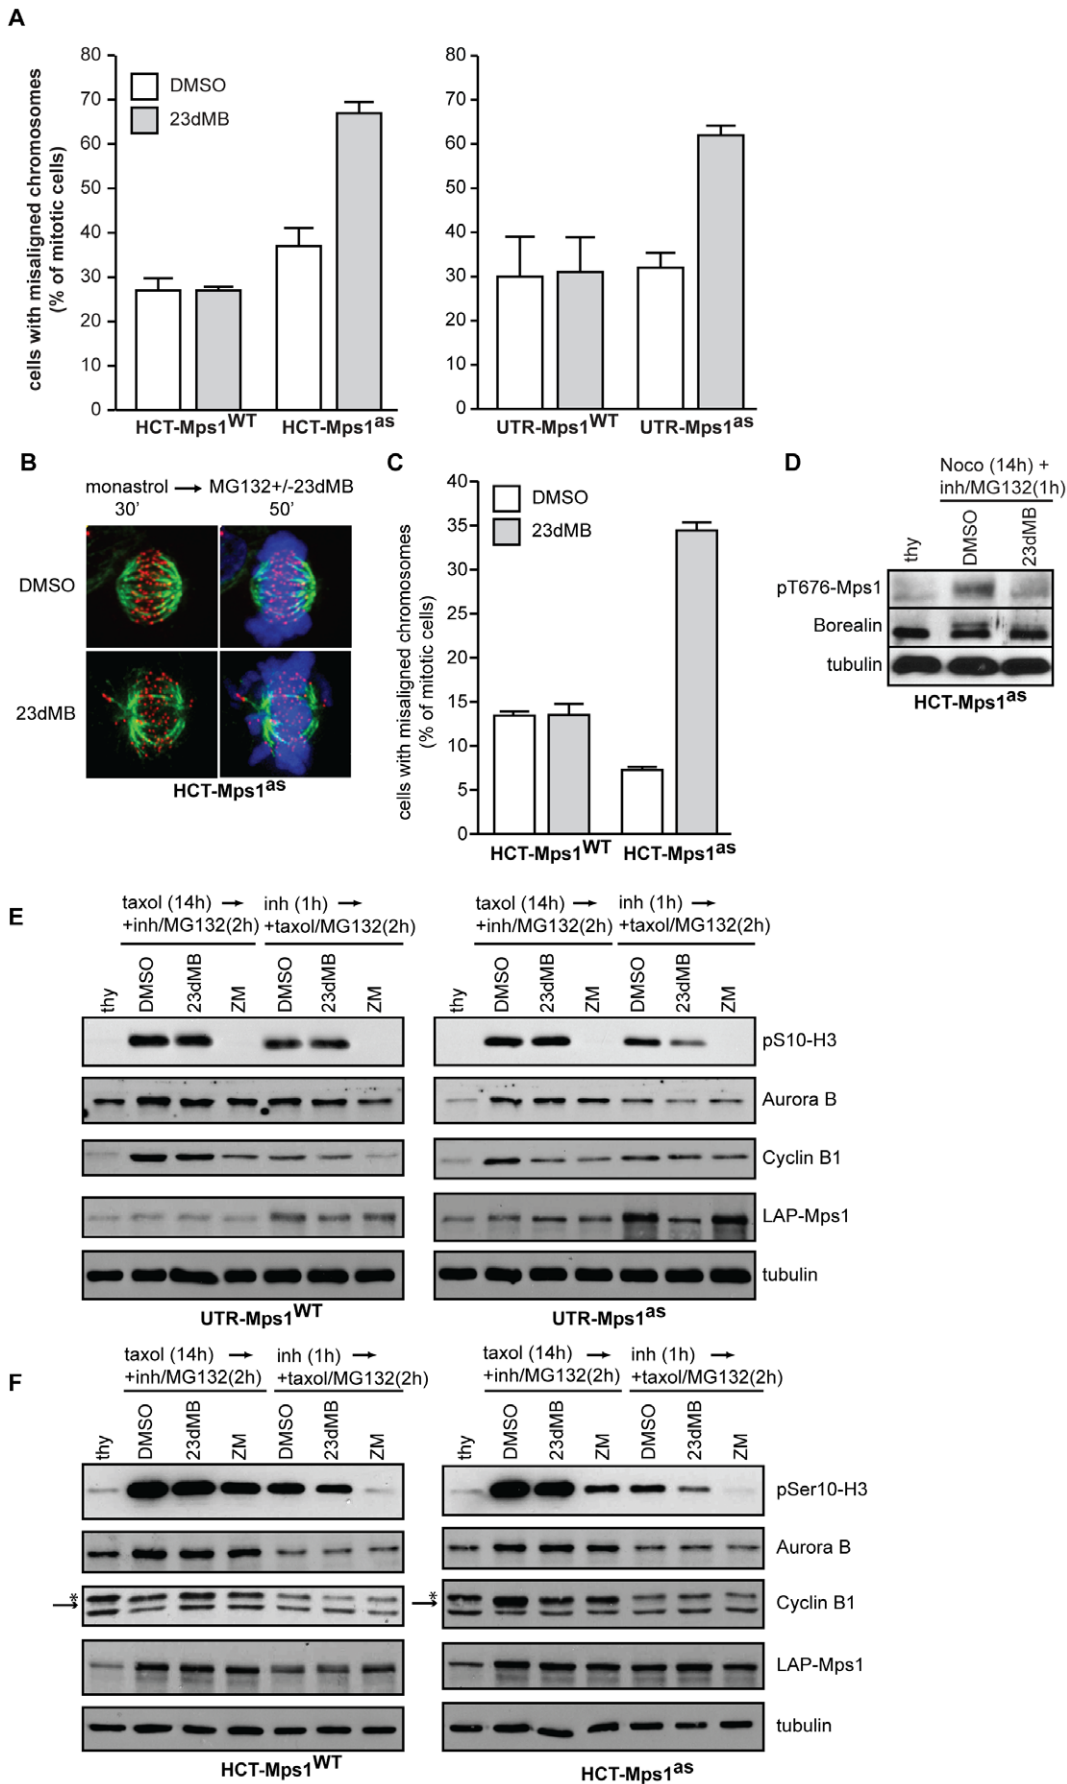 A
cells with misaligned chromosomes
(% of mitotic cells)
80
70
60
50
40
30
20
10
0
DMSO
23dMB
HCT-Mps1WT
HCT-Mps1as
80
70
60
50
40
30
20
10
0
UTR-Mps1WT
UTR-Mps1as
B
monastrol → MG132+/-23dMB
30’ 50’
DMSO
23dMB
HCT-Mps1as
C
cells with misaligned chromosomes
(% of mitotic cells)
40
35
30
25
20
15
10
5
0
DMSO
23dMB
HCT-Mps1WT
HCT-Mps1as
D
Noco (14h) +
inh/MG132(1h)
thy DMSO 23dMB
pT676-Mps1
Borealin
tubulin
HCT-Mps1as
E
taxol (14h) → inh (1h) →
+inh/MG132(2h) +taxol/MG132(2h)
thy DMSO 23dMB ZM DMSO 23dMB ZM
UTR-Mps1WT
taxol (14h) → inh (1h) →
+inh/MG132(2h) +taxol/MG132(2h)
thy DMSO 23dMB ZM DMSO 23dMB ZM
pS10-H3
Aurora B
Cyclin B1
LAP-Mps1
tubulin
UTR-Mps1as
F
taxol (14h) → inh (1h) →
+inh/MG132(2h) +taxol/MG132(2h)
thy DMSO 23dMB ZM DMSO 23dMB ZM
→*
HCT-Mps1WT
taxol (14h) → inh (1h) →
+inh/MG132(2h) +taxol/MG132(2h)
thy DMSO 23dMB ZM DMSO 23dMB ZM
pSer10-H3
Aurora B
→* Cyclin B1
LAP-Mps1
tubulin
HCT-Mps1as